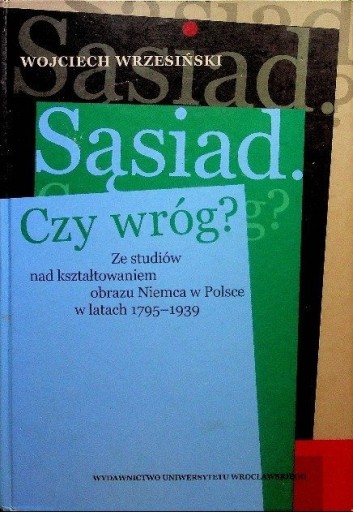 Sąsiad.
WOJCIECH WRZESIŃSKI
Sąsiad.
Czy wróg?
Ze studiów
nad kształtowaniem
obrazu Niemca w Polsce
w latach 1795–1939
WYDAWNICTWO UNIWERSYTETU WROCŁAWSKIEGO